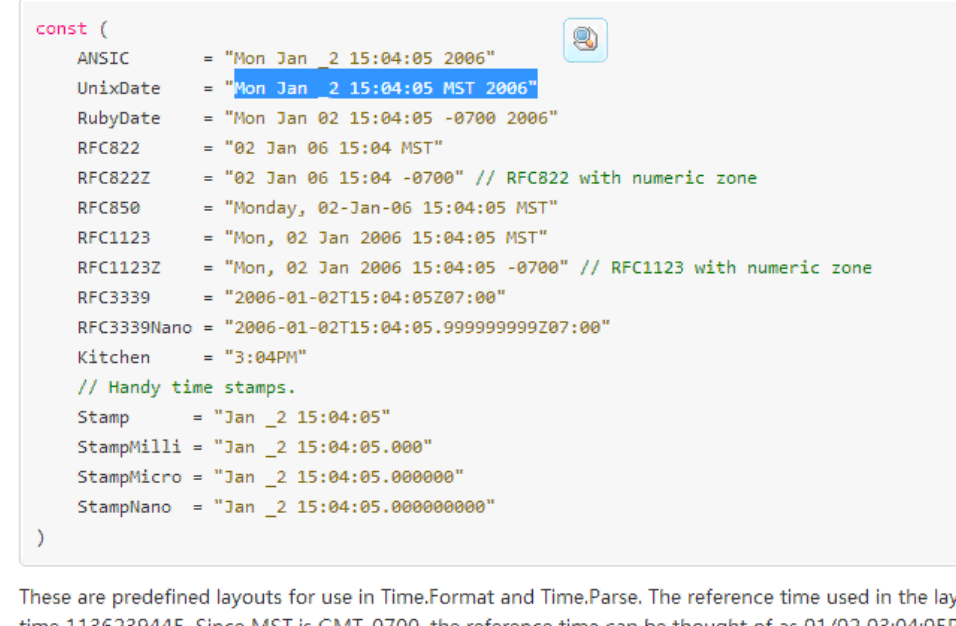 const (
    ANSIC       = "Mon Jan _2 15:04:05 2006"
    UnixDate    = "Mon Jan _2 15:04:05 MST 2006"
    RubyDate    = "Mon Jan 02 15:04:05 -0700 2006"
    RFC822      = "02 Jan 06 15:04 MST"
    RFC822Z     = "02 Jan 06 15:04 -0700" // RFC822 with numeric zone
    RFC850      = "Monday, 02-Jan-06 15:04:05 MST"
    RFC1123     = "Mon, 02 Jan 2006 15:04:05 MST"
    RFC1123Z    = "Mon, 02 Jan 2006 15:04:05 -0700" // RFC1123 with numeric zone
    RFC3339     = "2006-01-02T15:04:05Z07:00"
    RFC3339Nano = "2006-01-02T15:04:05.999999999Z07:00"
    Kitchen     = "3:04PM"
    // Handy time stamps.
    Stamp      = "Jan _2 15:04:05"
    StampMilli = "Jan _2 15:04:05.000"
    StampMicro = "Jan _2 15:04:05.000000"
    StampNano  = "Jan _2 15:04:05.000000000"
)
These are predefined layouts for use in Time.Format and Time.Parse. The reference time used in the lay
time 1136239445. Since MST is GMT-0700, the reference time can be thought of as 01/02 03:04:05P